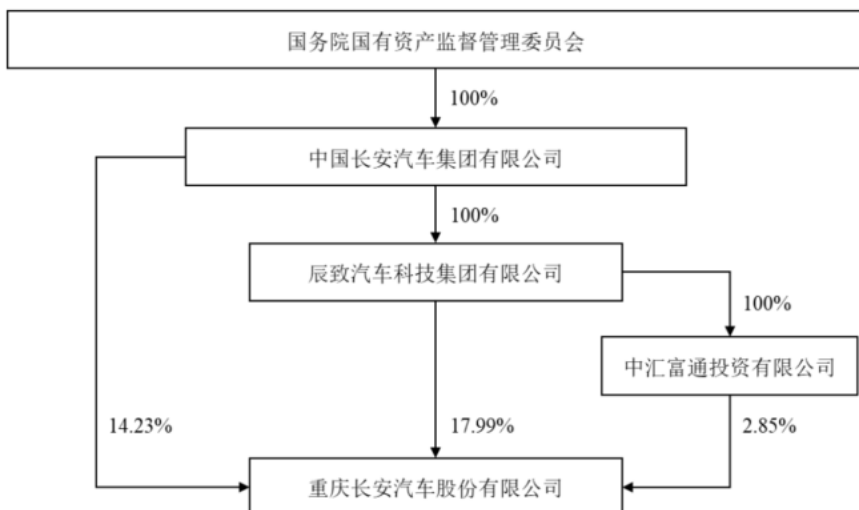 国务院国有资产监督管理委员会
100%
中国长安汽车集团有限公司
100%
辰致汽车科技集团有限公司
100%
中汇富通投资有限公司
14.23%
17.99%
2.85%
重庆长安汽车股份有限公司